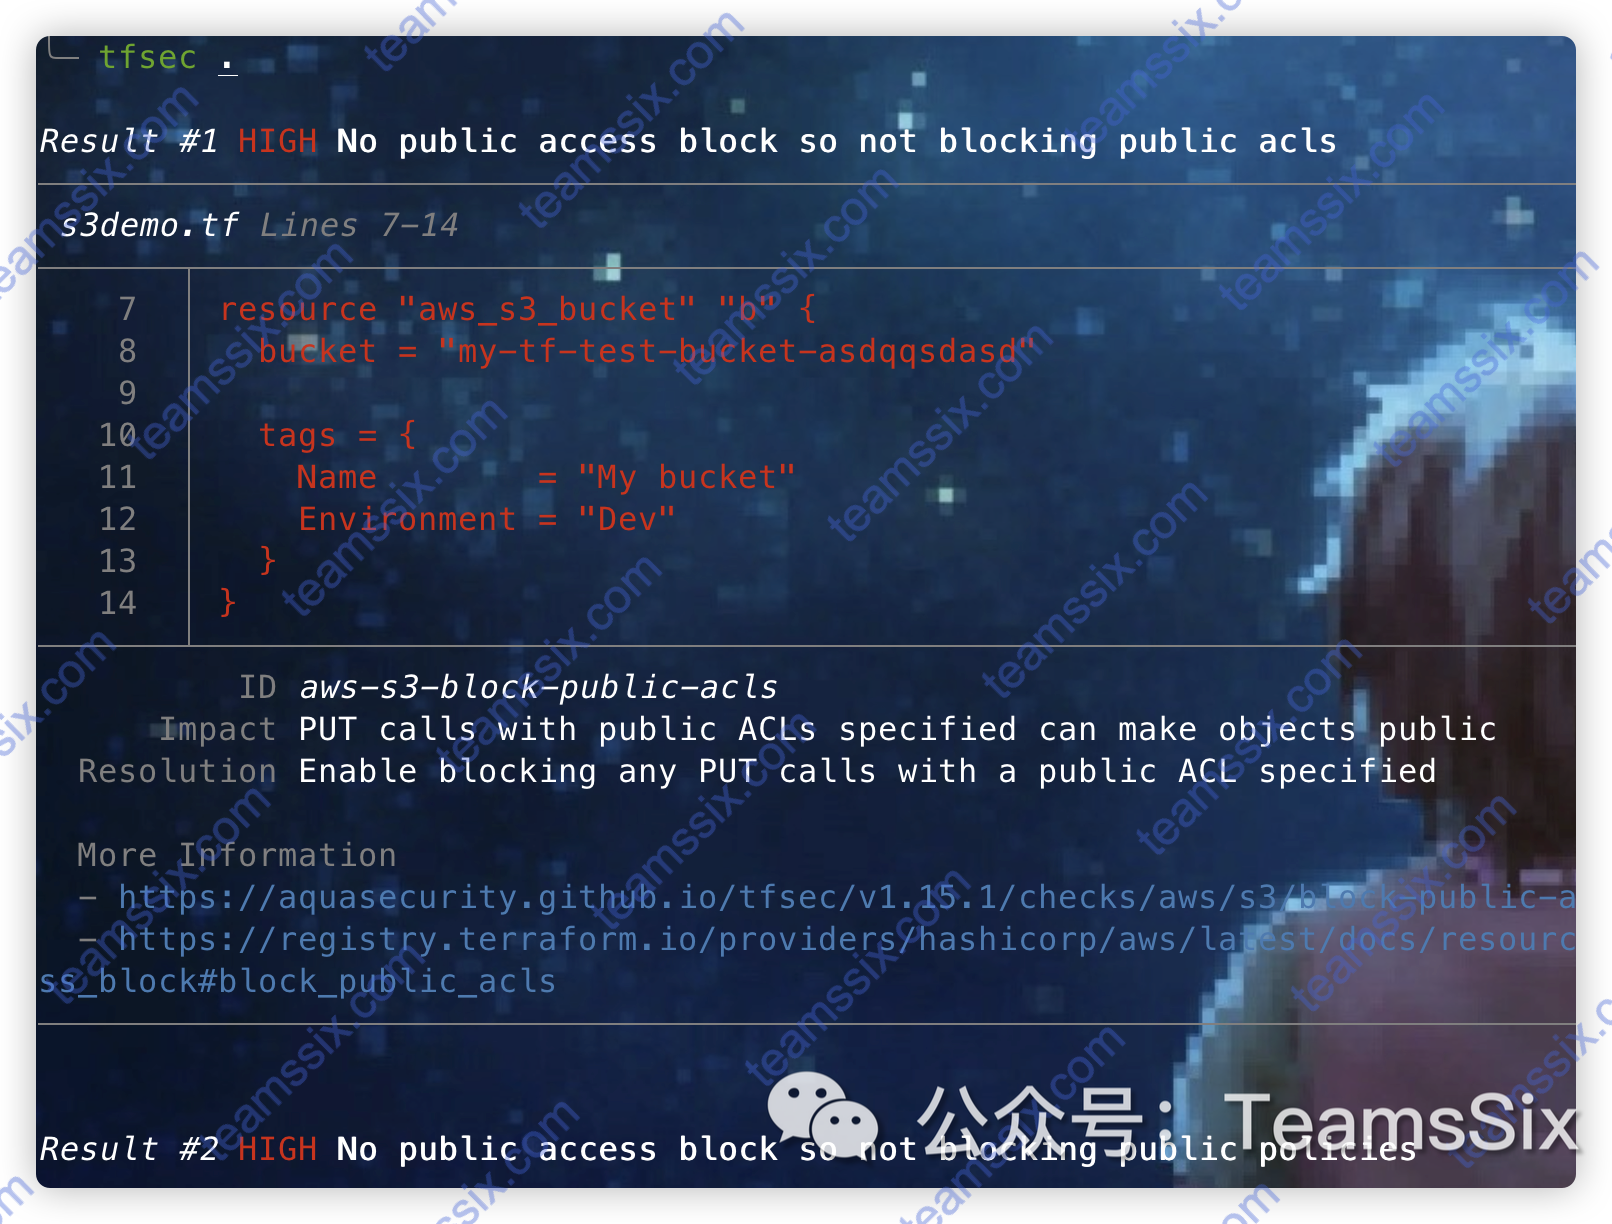 tfsec .
Result #1 HIGH No public access block so not blocking public acls
s3demo.tf Lines 7-14
7 resource "aws_s3_bucket" "b" {
8 bucket = "my-tf-test-bucket-asdqqsdasd"
9
10 tags = {
11 Name = "My bucket"
12 Environment = "Dev"
13 }
14 }
ID aws-s3-block-public-acls
Impact PUT calls with public ACLs specified can make objects public
Resolution Enable blocking any PUT calls with a public ACL specified
More Information
- https://aquasecurity.github.io/tfsec/v1.15.1/checks/aws/s3/block-public-a
- https://registry.terraform.io/providers/hashicorp/aws/latest/docs/resourc
ss_block#block_public_acls
公众号：TeamsSix
Result #2 HIGH No public access block so not blocking public policies
teamssix.com